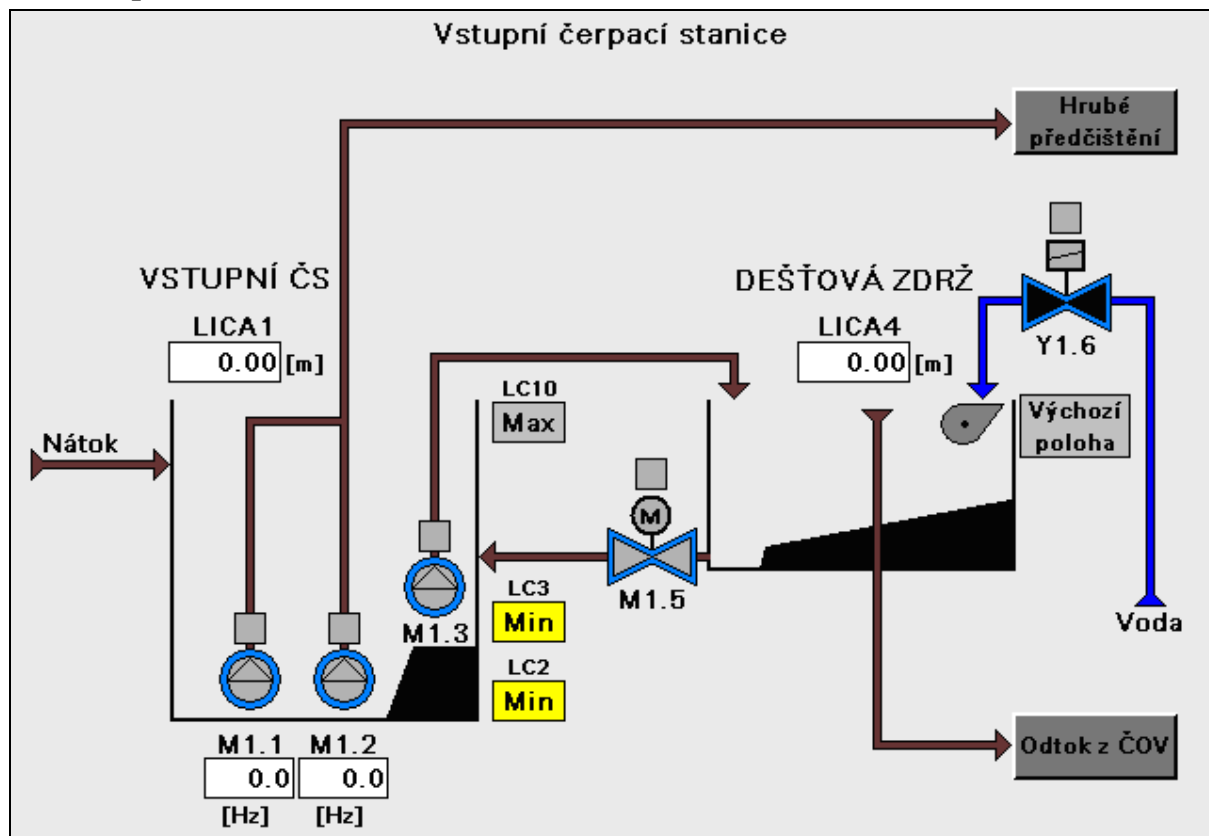 Vstupní čerpací stanice
Hrubé
předčištění
VSTUPNÍ ČS
DEŠŤOVÁ ZDRŽ
LICA1
0.00 [m]
LICA4
0.00 [m]
Y1.6
LC10
Max
Výchozí
poloha
Nátok
M
M1.5
LC3
Min
M1.3
Voda
LC2
Min
M1.1
M1.2
0.0
0.0
[Hz]
[Hz]
Odtok z ČOV